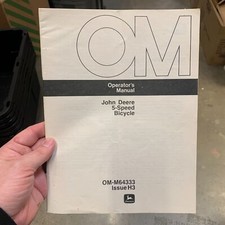 OM
Operator's
Manual
John Deere
5-Speed
Bicycle
OM-M64333
Issue H3